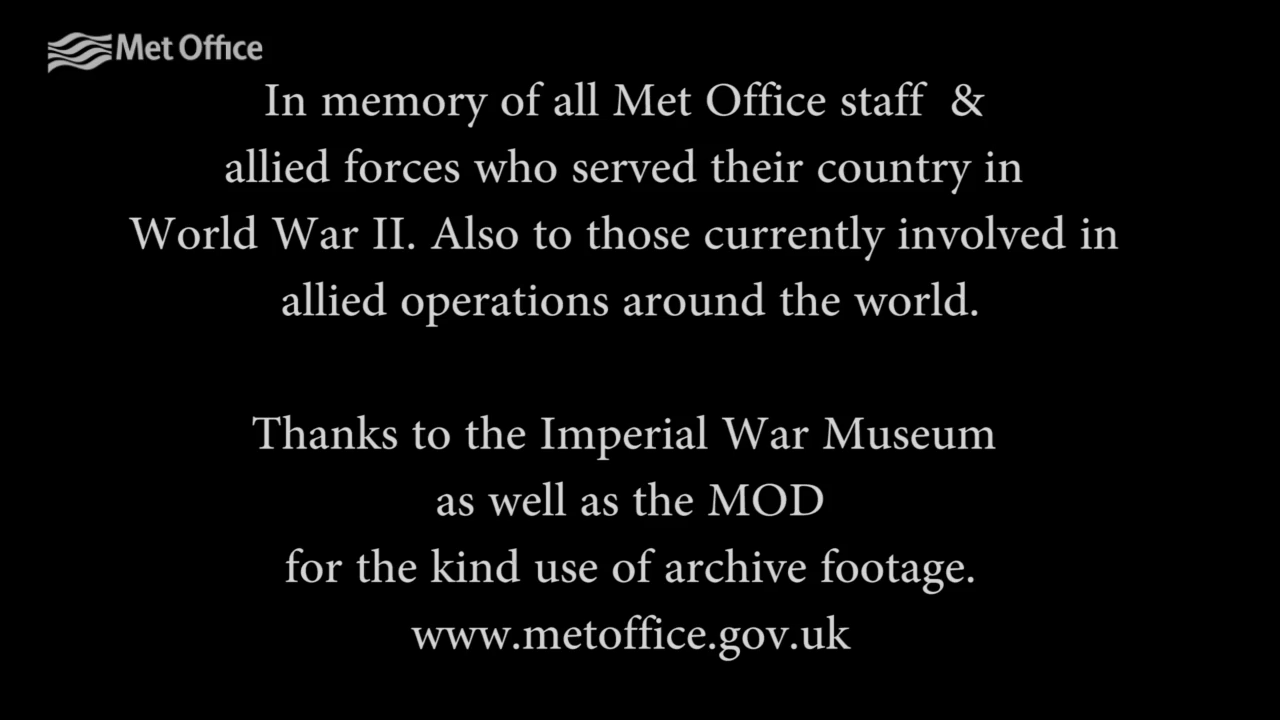 Met Office
In memory of all Met Office staff &
allied forces who served their country in
World War II. Also to those currently involved in
allied operations around the world.
Thanks to the Imperial War Museum
as well as the MOD
for the kind use of archive footage.
www.metoffice.gov.uk